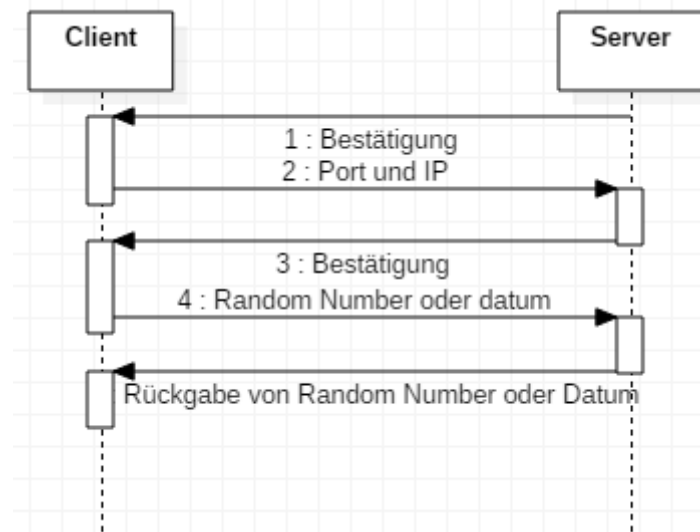 Client
Server
1 : Bestätigung
2 : Port und IP
3 : Bestätigung
4 : Random Number oder datum
Rückgabe von Random Number oder Datum